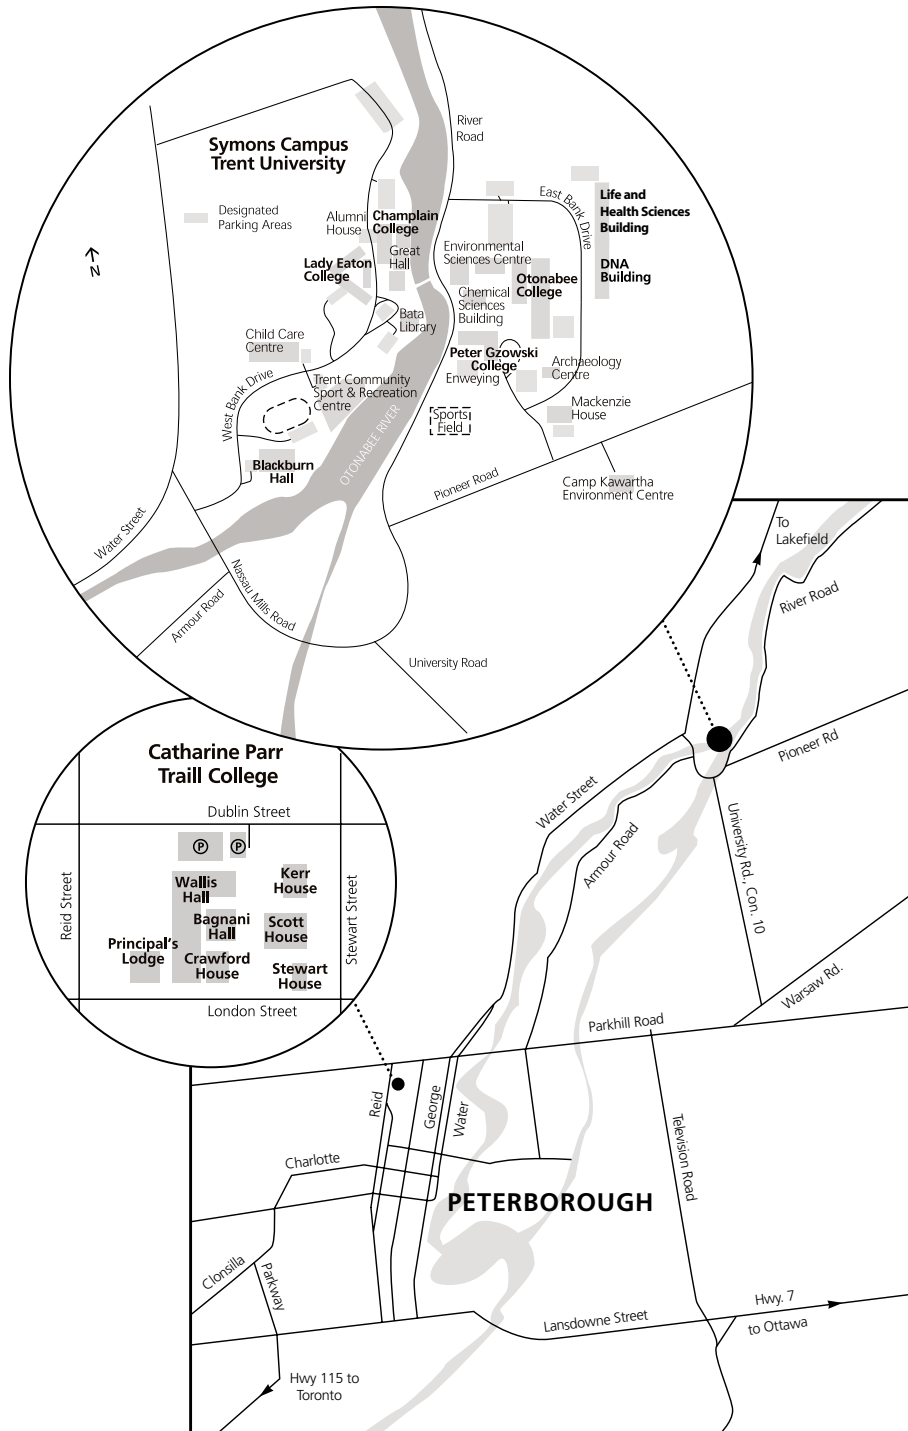 River
Road
Symons Campus
Trent University
Designated
Parking Areas
Alumni
House
Champlain
College
Great
Hall
Lady Eaton
College
East Bank Drive
Life and
Health Sciences
Building
DNA
Building
Environmental
Sciences Centre
Otonabee
College
Chemical
Sciences
Building
N
Bata
Library
Child Care
Centre
Peter Gzowski
College
Enweying
Archaeology
Centre
West Bank Drive
Trent Community
Sport & Recreation
Centre
Mackenzie
House
Sports
Field
OTONABEE RIVER
Blackburn
Hall
Pioneer Road
Camp Kawartha
Environment Centre
Water Street
Nassau Mills Road
Armour Road
University Road
To
Lakefield
River Road
Pioneer Rd
Water Street
Armour Road
University Rd., Con. 10
Warsaw Rd.
Catharine Parr
Traill College
Dublin Street
P
P
Reid Street
Stewart Street
Wallis
Hall
Kerr
House
Bagnani
Hall
Scott
House
Principal's
Lodge
Crawford
House
Stewart
House
London Street
Parkhill Road
Reid
George
Water
Television Road
Charlotte
PETERBOROUGH
Clonsilla
Parkway
Lansdowne Street
Hwy. 7
to Ottawa
Hwy 115 to
Toronto